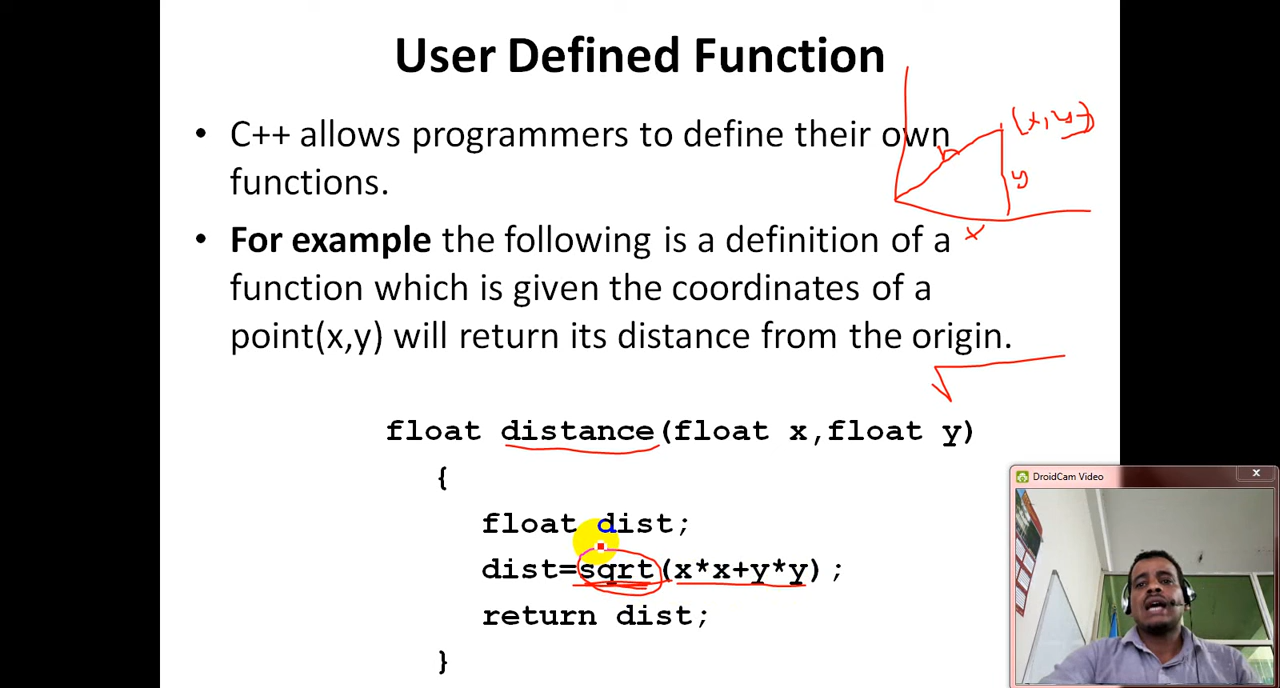 User Defined Function
• C++ allows programmers to define their own
functions.
(x,y)
h
y
x
• For example the following is a definition of a
function which is given the coordinates of a
point(x,y) will return its distance from the origin.
√
float distance(float x,float y)
{
float dist;
dist=sqrt(x*x+y*y);
return dist;
}
DroidCam Video
x